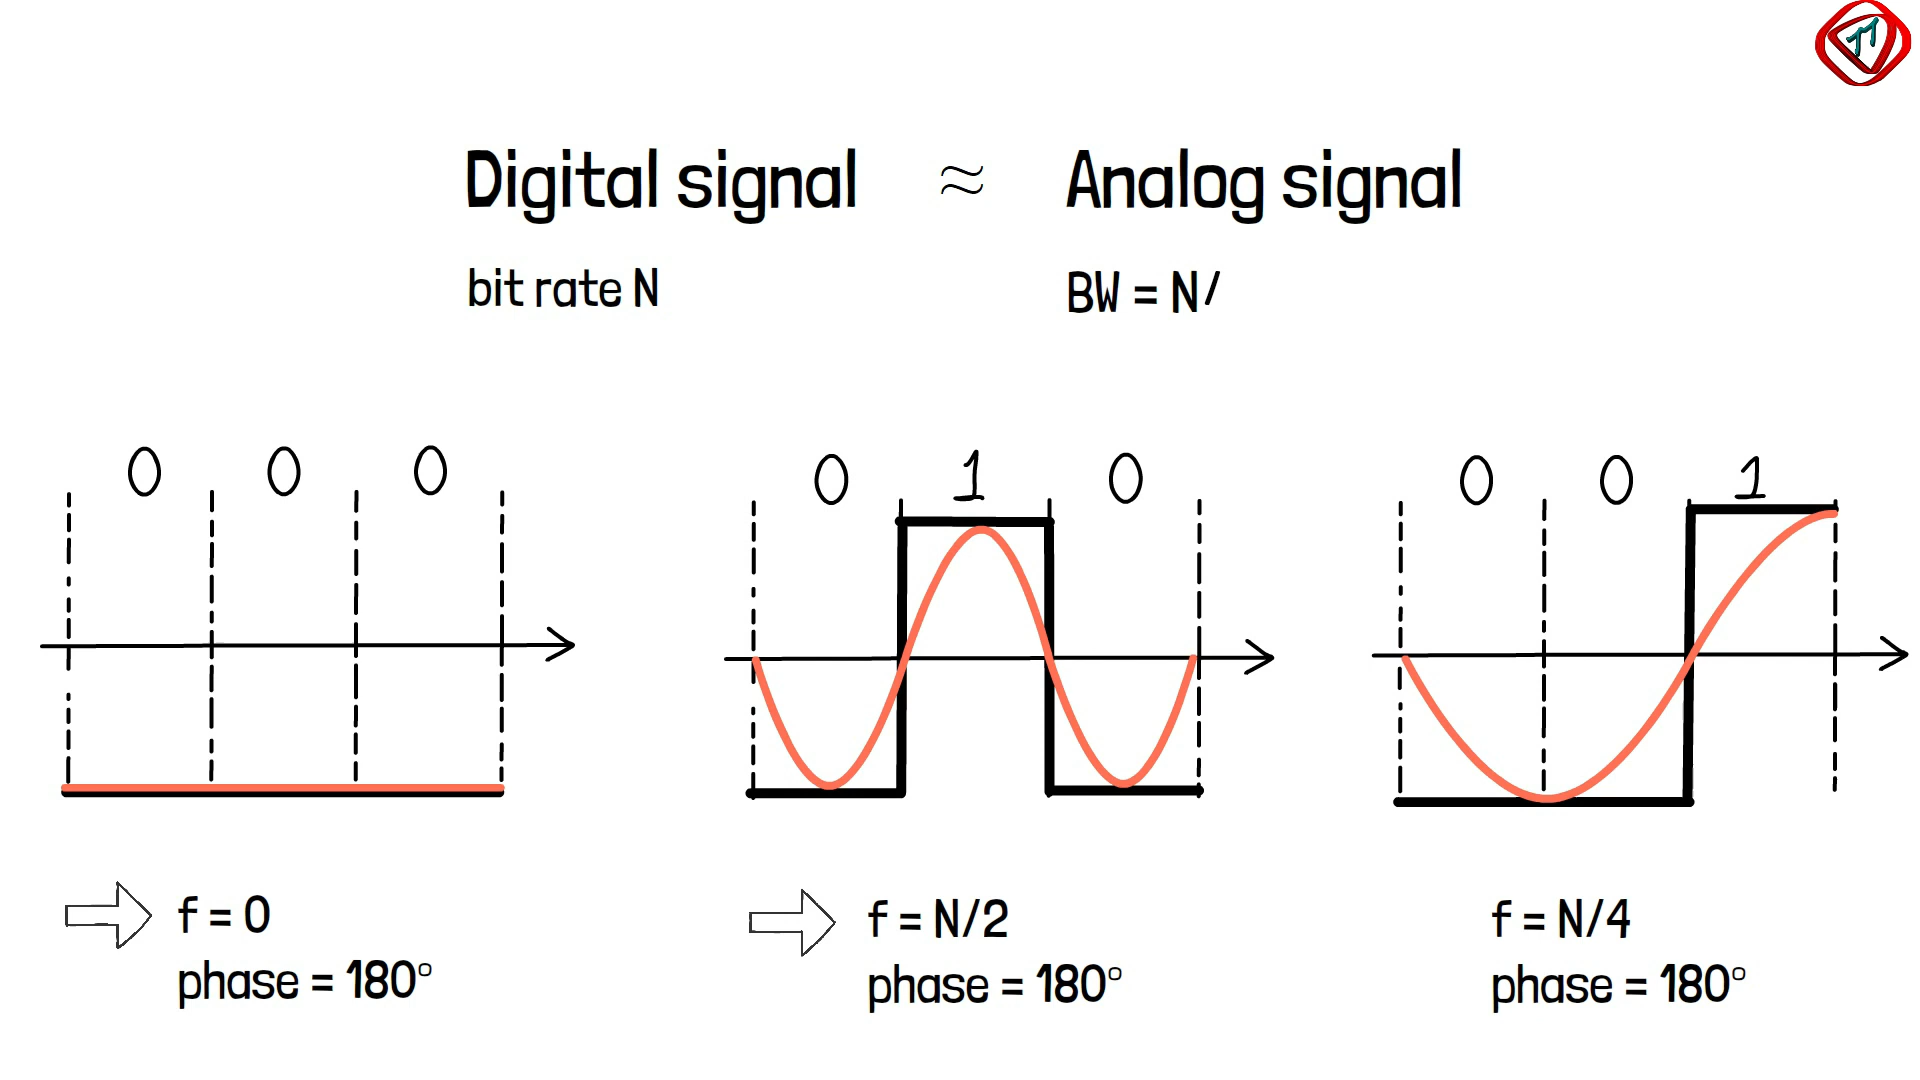 Digital signal ≈ Analog signal
bit rate N BW = N/
0 0 0 0 1 0 0 0 1
f = 0 f = N/2 f = N/4
phase = 180° phase = 180° phase = 180°